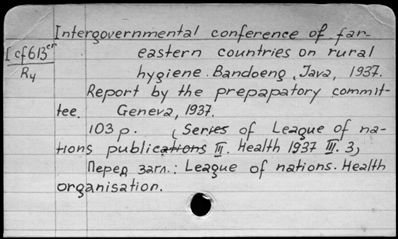 Intergovernmental conference of far-
I cf613cr
eastern countries on rural
R4
hygiene. Bandoeng, Java, 1937.
Report by the prepapatory commit-
tee. Geneva, 1937.
103 p. (Series of League of na-
tions publications III. Health 1937 III. 3)
Перед загл.: League of nations. Health
organisation.